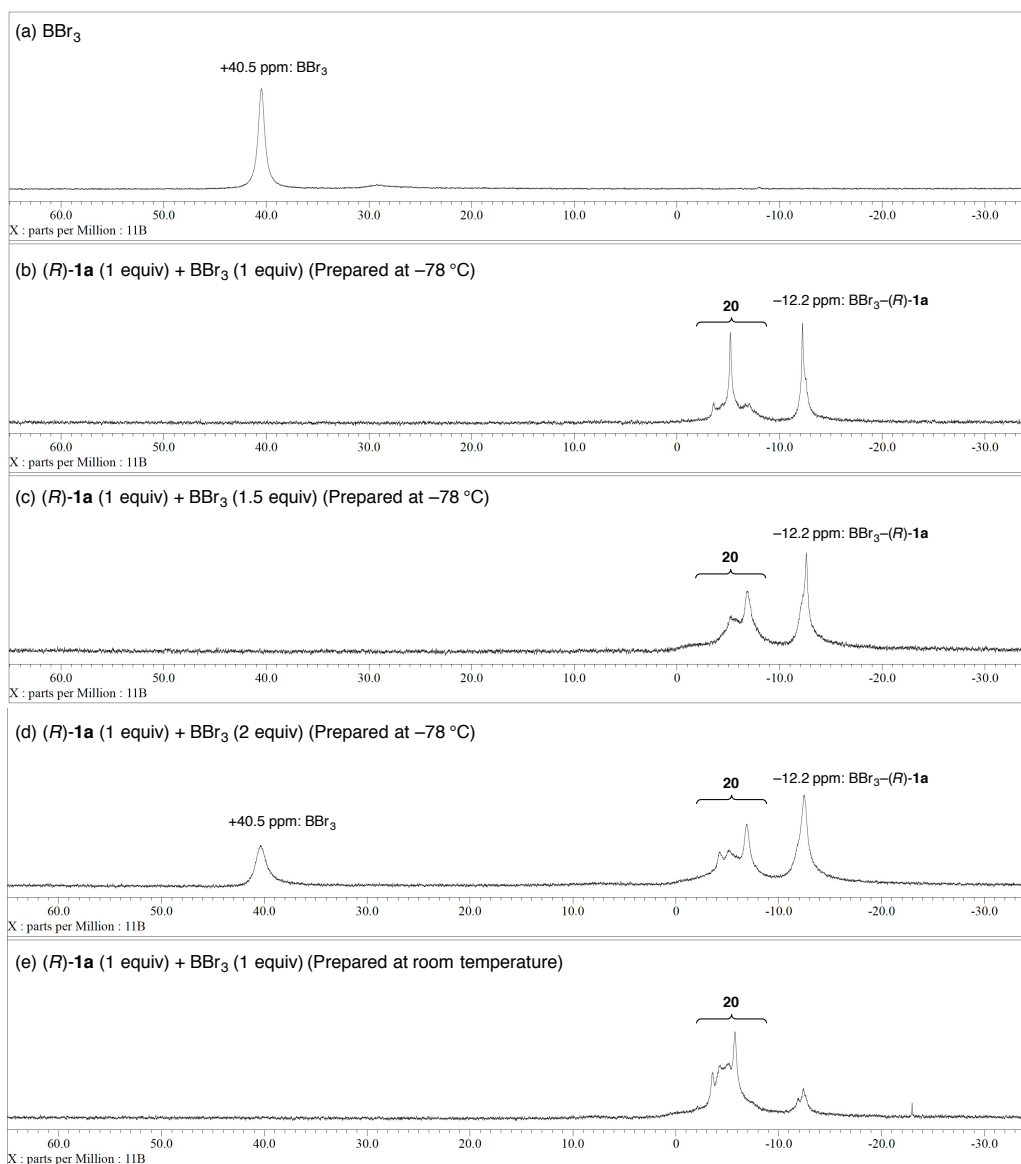 (a) BBr3
+40.5 ppm: BBr3
60.0 50.0 40.0 30.0 20.0 10.0 0 -10.0 -20.0 -30.0
X : parts per Million : 11B
(b) (R)-1a (1 equiv) + BBr3 (1 equiv) (Prepared at –78 °C)
20
–12.2 ppm: BBr3–(R)-1a
60.0 50.0 40.0 30.0 20.0 10.0 0 -10.0 -20.0 -30.0
X : parts per Million : 11B
(c) (R)-1a (1 equiv) + BBr3 (1.5 equiv) (Prepared at –78 °C)
–12.2 ppm: BBr3–(R)-1a
20
60.0 50.0 40.0 30.0 20.0 10.0 0 -10.0 -20.0 -30.0
X : parts per Million : 11B
(d) (R)-1a (1 equiv) + BBr3 (2 equiv) (Prepared at –78 °C)
–12.2 ppm: BBr3–(R)-1a
20
+40.5 ppm: BBr3
60.0 50.0 40.0 30.0 20.0 10.0 0 -10.0 -20.0 -30.0
X : parts per Million : 11B
(e) (R)-1a (1 equiv) + BBr3 (1 equiv) (Prepared at room temperature)
20
60.0 50.0 40.0 30.0 20.0 10.0 0 -10.0 -20.0 -30.0
X : parts per Million : 11B